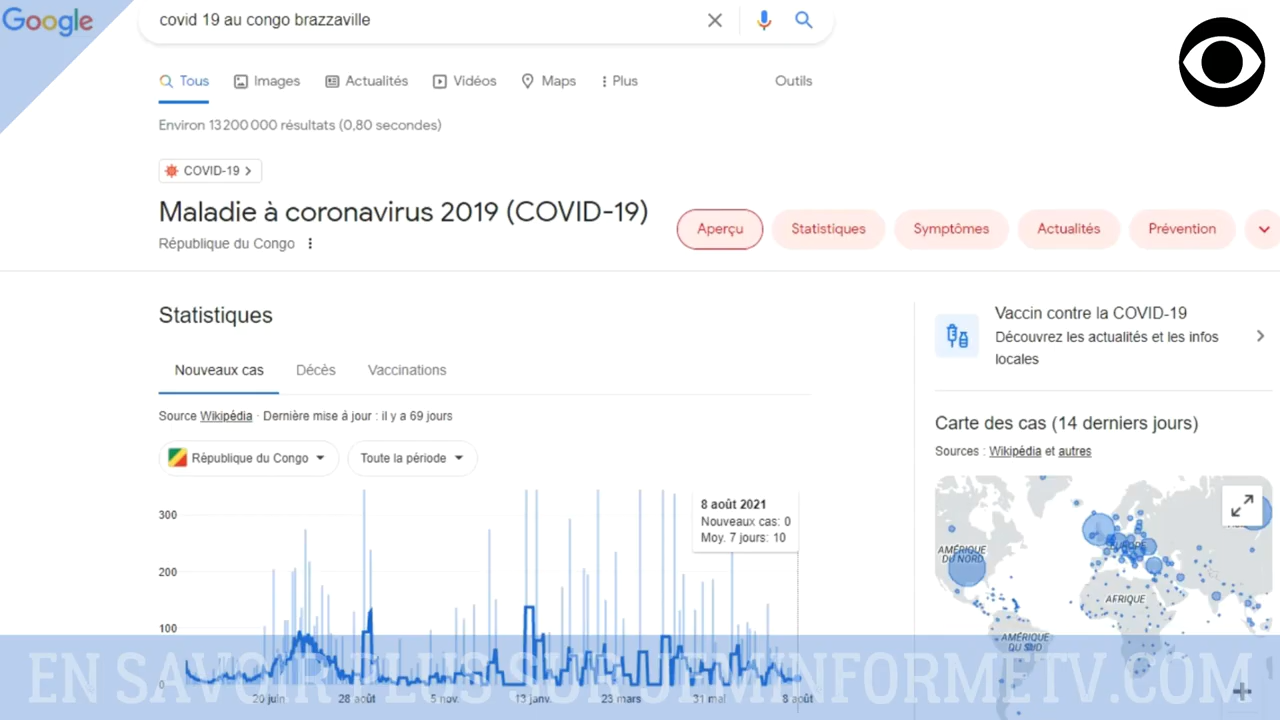 Google
covid 19 au congo brazzaville
Tous
Images
Actualités
Vidéos
Maps
Plus
Outils
Environ 13 200 000 résultats (0,80 secondes)
COVID-19
Maladie à coronavirus 2019 (COVID-19)
République du Congo
Aperçu
Statistiques
Symptômes
Actualités
Prévention
Statistiques
Nouveaux cas
Décès
Vaccinations
Source Wikipédia · Dernière mise à jour : il y a 69 jours
République du Congo
Toute la période
300
200
100
0
8 août 2021
Nouveaux cas: 0
Moy. 7 jours: 10
20 juin
28 août
5 nov.
13 janv.
23 mars
31 mai
8 août
Vaccin contre la COVID-19
Découvrez les actualités et les infos
locales
Carte des cas (14 derniers jours)
Sources : Wikipédia et autres
AMÉRIQUE
DU NORD
EUROPE
AFRIQUE
AMÉRIQUE
DU SUD